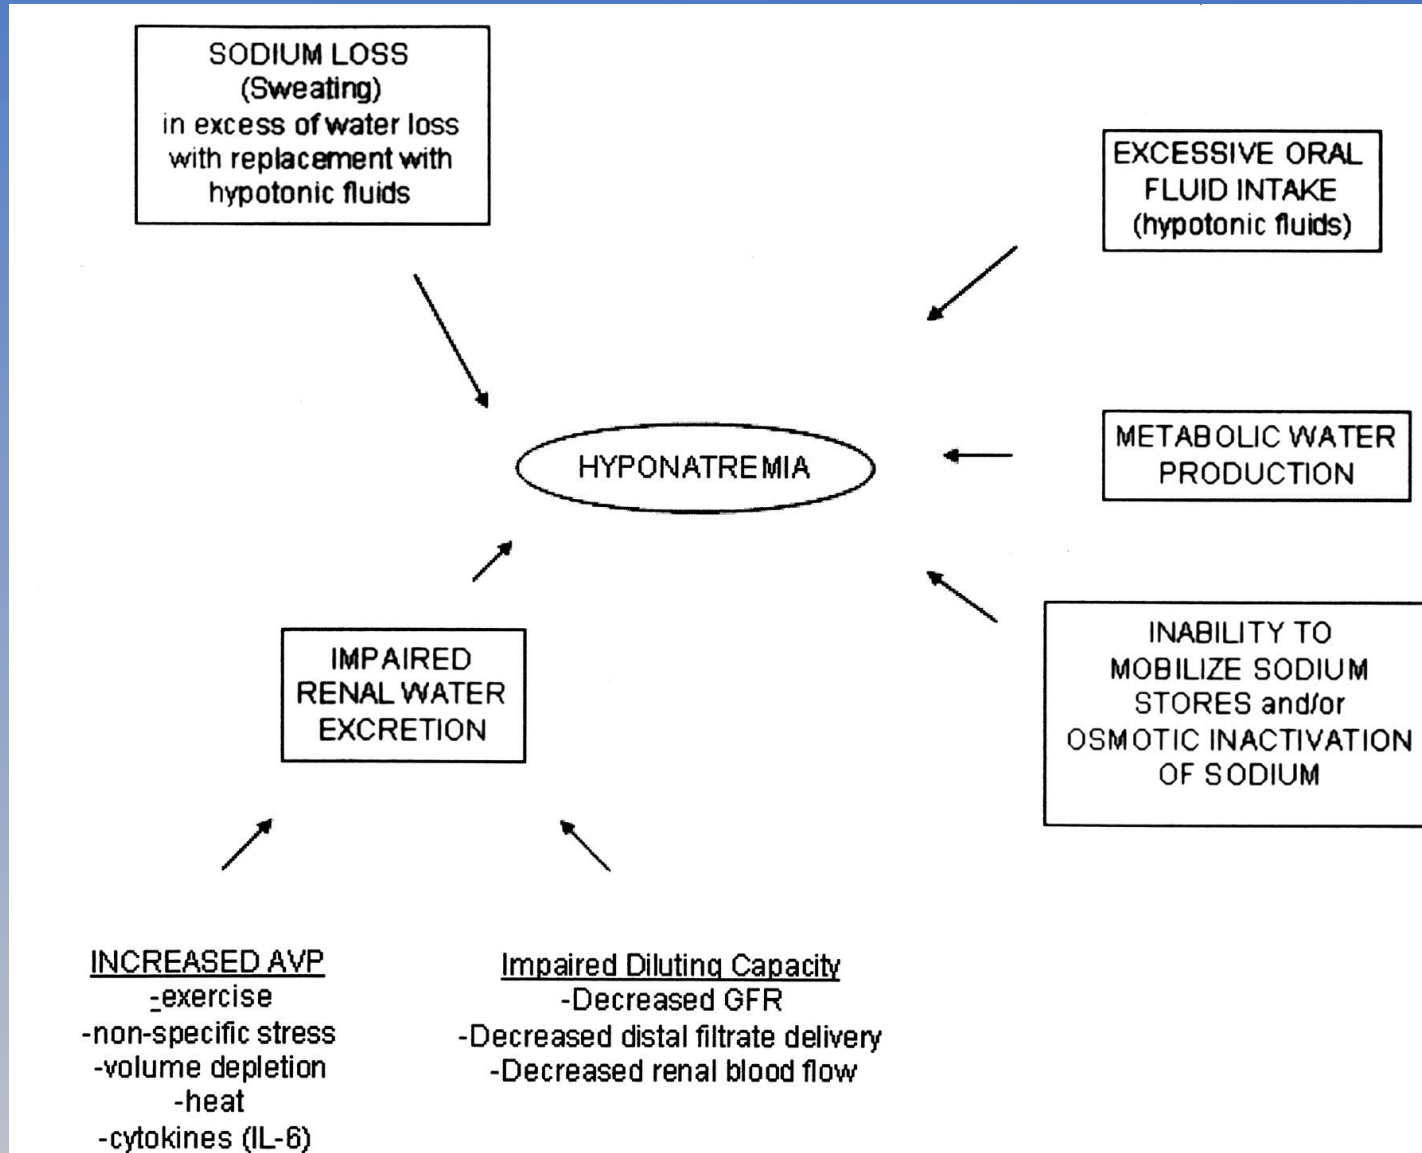 SODIUM LOSS
(Sweating)
in excess of water loss
with replacement with
hypotonic fluids
EXCESSIVE ORAL
FLUID INTAKE
(hypotonic fluids)
HYPONATREMIA
METABOLIC WATER
PRODUCTION
IMPAIRED
RENAL WATER
EXCRETION
INABILITY TO
MOBILIZE SODIUM
STORES and/or
OSMOTIC INACTIVATION
OF SODIUM
INCREASED AVP
-exercise
-non-specific stress
-volume depletion
-heat
-cytokines (IL-6)
Impaired Diluting Capacity
-Decreased GFR
-Decreased distal filtrate delivery
-Decreased renal blood flow